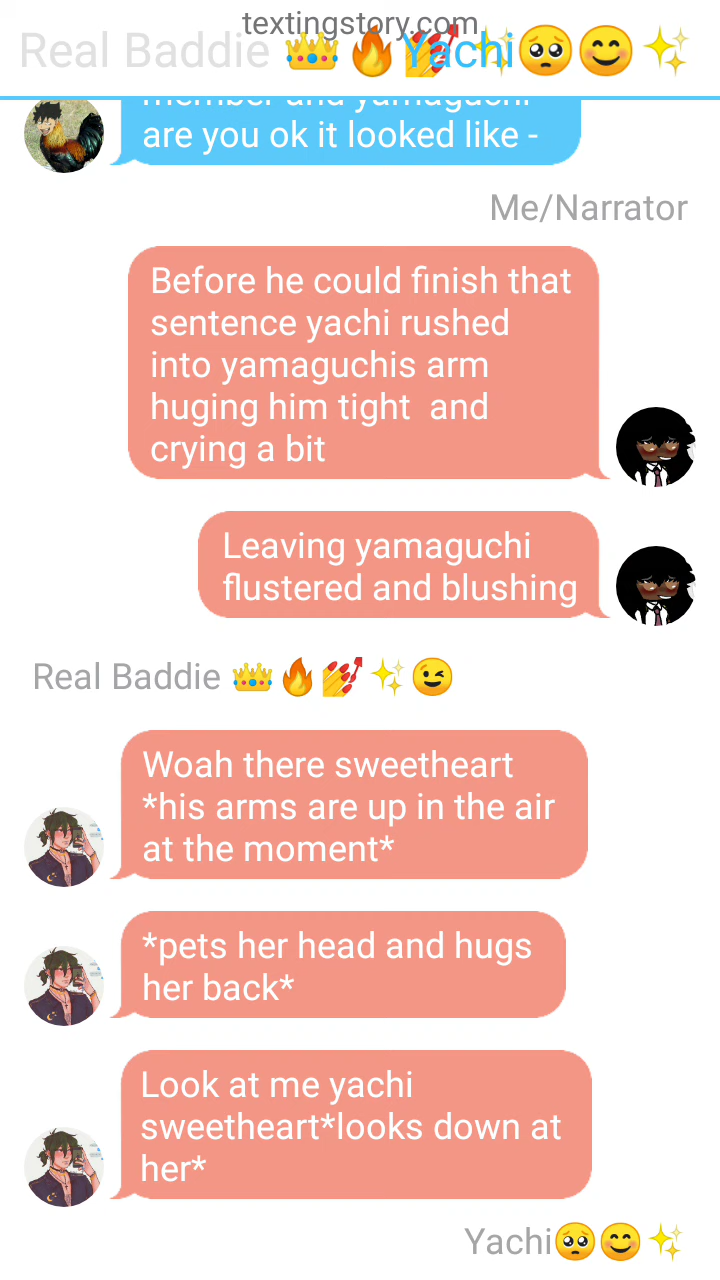 textingstory.com
Real Baddie 👑🔥💅✨ Yachi🥺😊✨
member and yamaguchi
are you ok it looked like -
Me/Narrator
Before he could finish that
sentence yachi rushed
into yamaguchis arm
huging him tight  and
crying a bit
Leaving yamaguchi
flustered and blushing
Real Baddie 👑🔥💅✨😉
Woah there sweetheart
*his arms are up in the air
at the moment*
*pets her head and hugs
her back*
Look at me yachi
sweetheart*looks down at
her*
Yachi🥺😊✨